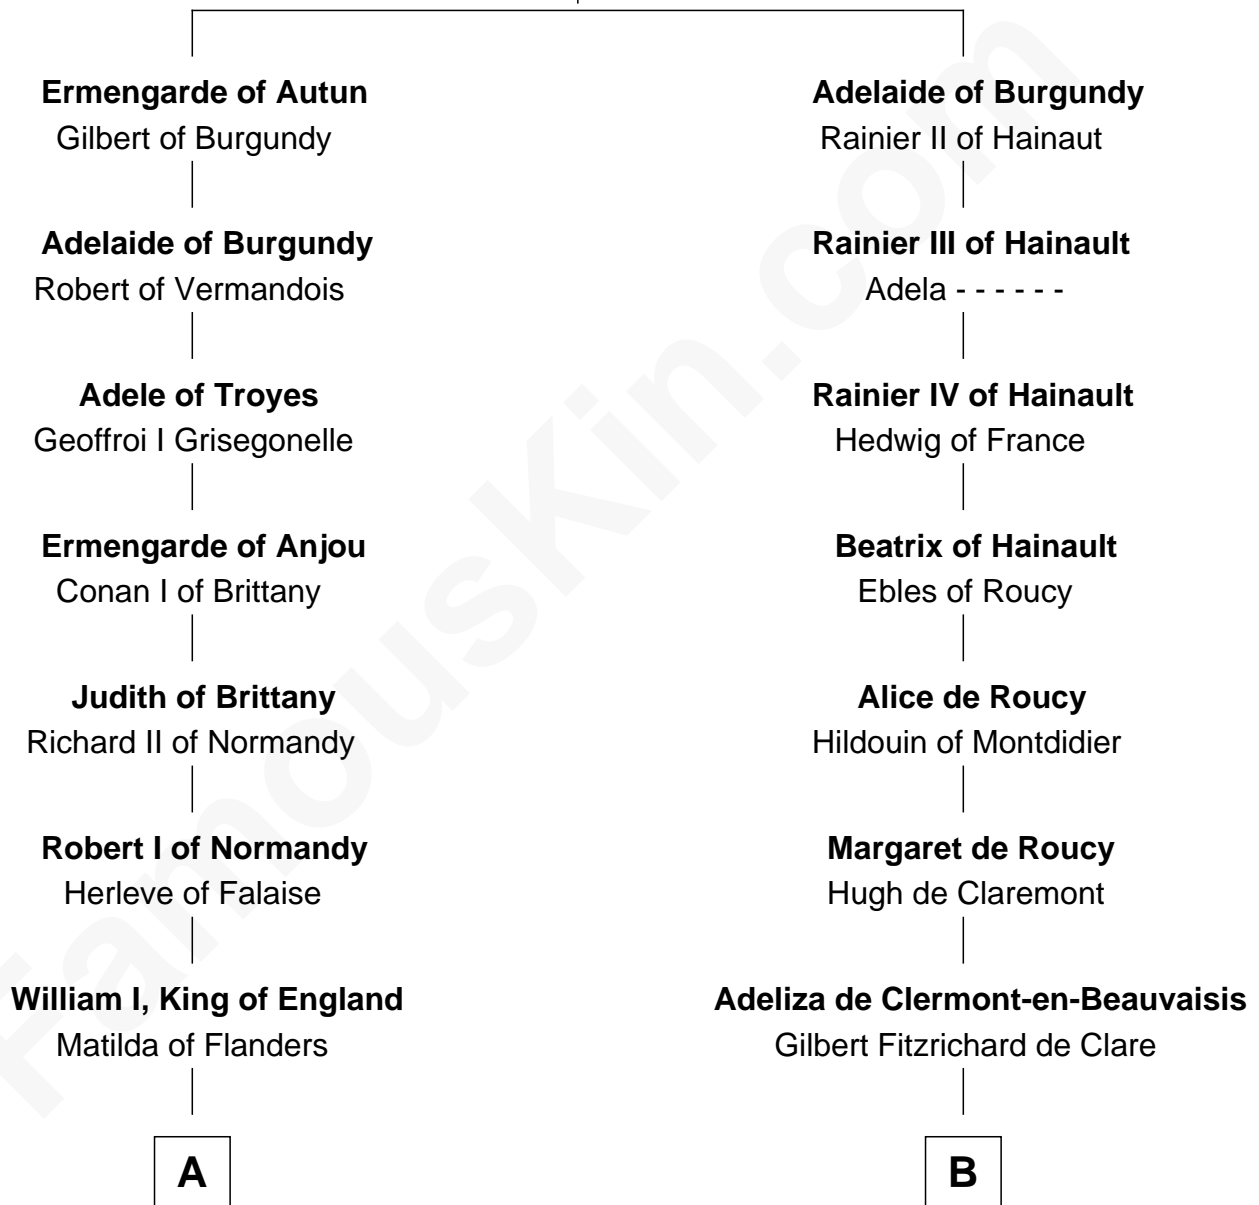 Ermengarde of Autun
Gilbert of Burgundy
Adelaide of Burgundy
Robert of Vermandois
Adele of Troyes
Geoffroi I Grisegonelle
Ermengarde of Anjou
Conan I of Brittany
Judith of Brittany
Richard II of Normandy
Robert I of Normandy
Herleve of Falaise
William I, King of England
Matilda of Flanders
A
Adelaide of Burgundy
Rainier II of Hainaut
Rainier III of Hainault
Adela - - - - - -
Rainier IV of Hainault
Hedwig of France
Beatrix of Hainault
Ebles of Roucy
Alice de Roucy
Hildouin of Montdidier
Margaret de Roucy
Hugh de Claremont
Adeliza de Clermont-en-Beauvaisis
Gilbert Fitzrichard de Clare
B
FamousKin.com